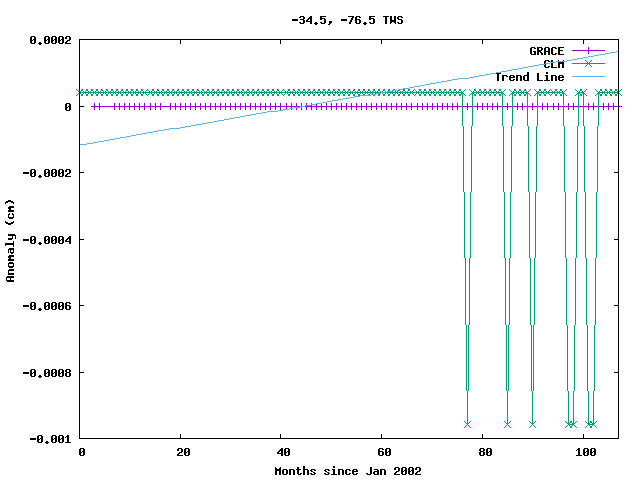 -34.5, -76.5 TWS
GRACE
CLM
Trend Line
0.0002
0
-0.0002
-0.0004
-0.0006
-0.0008
-0.001
Anomaly (cm)
0 20 40 60 80 100
Months since Jan 2002